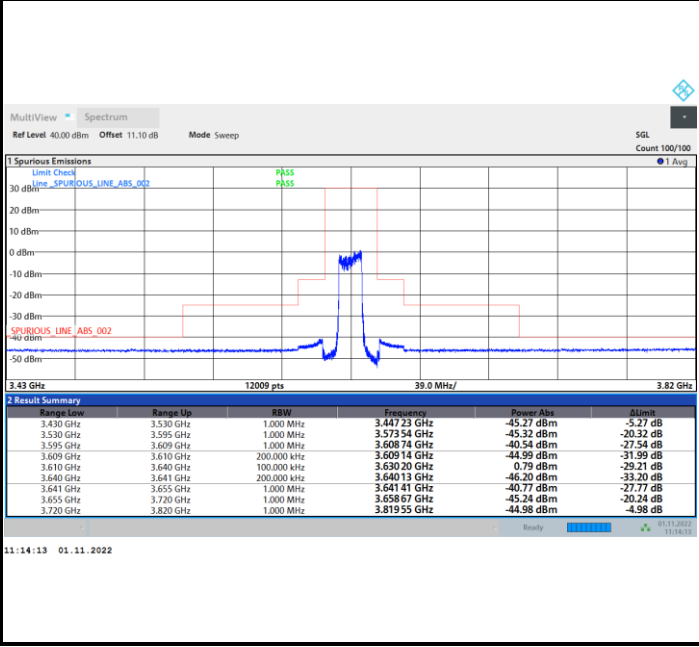 MultiView
Spectrum
Ref Level 40.00 dBm Offset 11.10 dB Mode Sweep SGL
Count 100/100
1 Spurious Emissions 1 Avg
Limit Check PASS
Line _SPURIOUS_LINE_ABS_002 PASS
30 dBm
20 dBm
10 dBm
0 dBm
-10 dBm
-20 dBm
-30 dBm
_SPURIOUS_LINE_ABS_002
-40 dBm
-50 dBm
3.43 GHz 12009 pts 39.0 MHz/ 3.82 GHz
2 Result Summary
Range Low Range Up RBW Frequency Power Abs ΔLimit
3.430 GHz 3.530 GHz 1.000 MHz 3.447 23 GHz -45.27 dBm -5.27 dB
3.530 GHz 3.595 GHz 1.000 MHz 3.573 54 GHz -45.32 dBm -20.32 dB
3.595 GHz 3.609 GHz 1.000 MHz 3.608 74 GHz -40.54 dBm -27.54 dB
3.609 GHz 3.610 GHz 200.000 kHz 3.609 14 GHz -44.99 dBm -31.99 dB
3.610 GHz 3.640 GHz 100.000 kHz 3.630 20 GHz 0.79 dBm -29.21 dB
3.640 GHz 3.641 GHz 200.000 kHz 3.640 13 GHz -46.20 dBm -33.20 dB
3.641 GHz 3.655 GHz 1.000 MHz 3.641 41 GHz -40.77 dBm -27.77 dB
3.655 GHz 3.720 GHz 1.000 MHz 3.658 67 GHz -45.24 dBm -20.24 dB
3.720 GHz 3.820 GHz 1.000 MHz 3.819 55 GHz -44.98 dBm -4.98 dB
Ready 01.11.2022
11:14:13
11:14:13 01.11.2022